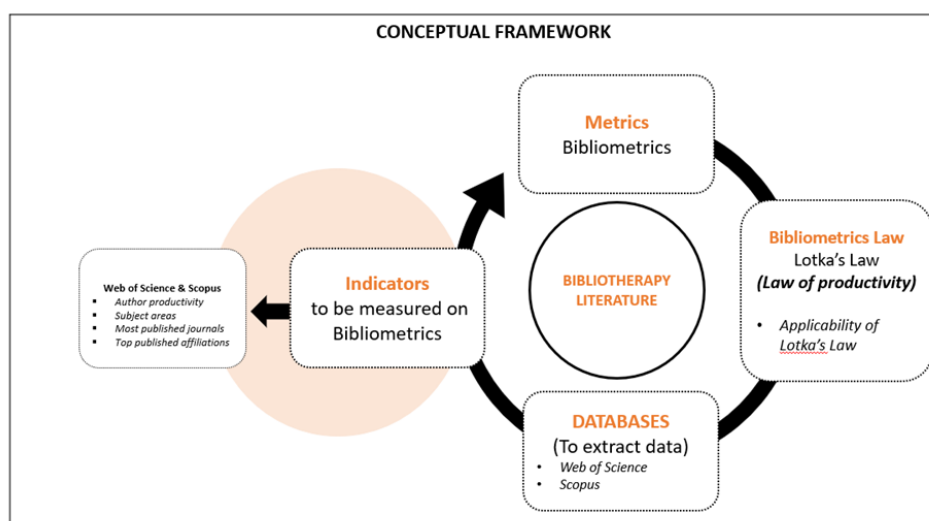 CONCEPTUAL FRAMEWORK
Metrics
Bibliometrics
Bibliometrics Law
Lotka's Law
(Law of productivity)
• Applicability of
Lotka's Law
DATABASES
(To extract data)
• Web of Science
• Scopus
Indicators
to be measured on
Bibliometrics
Web of Science & Scopus
▪ Author productivity
▪ Subject areas
▪ Most published journals
▪ Top published affiliations
BIBLIOTHERAPY
LITERATURE